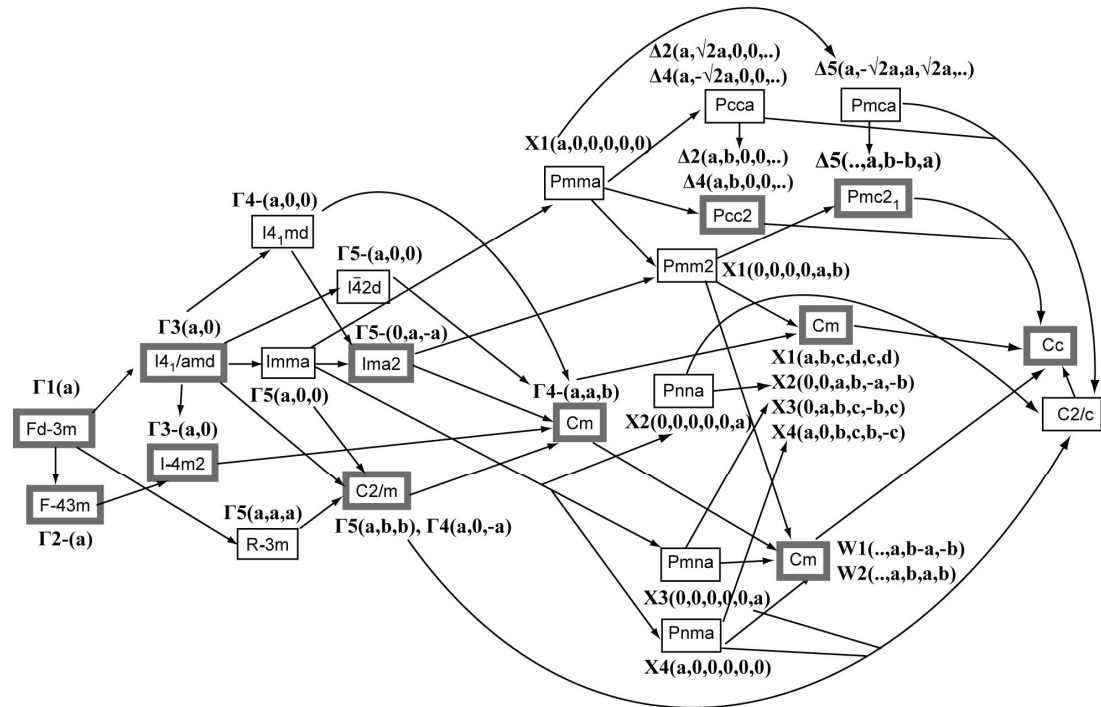 Δ2(a,√2a,0,0,..)
Δ4(a,-√2a,0,0,..)
Δ5(a,-√2a,a,√2a,..)
Pcca
Pmca
X1(a,0,0,0,0,0)
Δ2(a,b,0,0,..)
Δ4(a,b,0,0,..)
Δ5(..,a,b-b,a)
Pmma
Pcc2
Pmc2₁
Γ4-(a,0,0)
I4₁md
Γ5-(a,0,0)
I4̄2d
Pmm2
X1(0,0,0,0,a,b)
Γ3(a,0)
Γ5-(0,a,-a)
I4₁/amd
Imma
Ima2
Cm
Cc
Γ5(a,0,0)
Γ4-(a,a,b)
Pnna
X1(a,b,c,d,c,d)
X2(0,0,a,b,-a,-b)
X3(0,a,b,c,-b,c)
X4(a,0,b,c,b,-c)
Γ1(a)
Fd-3m
Γ3-(a,0)
Cm
X2(0,0,0,0,0,a)
C2/c
I-4m2
F-43m
Γ2-(a)
C2/m
Γ5(a,a,a)
Γ5(a,b,b), Γ4(a,0,-a)
R-3m
Pmna
Cm
W1(..,a,b-a,-b)
W2(..,a,b,a,b)
X3(0,0,0,0,0,a)
Pnma
X4(a,0,0,0,0,0)